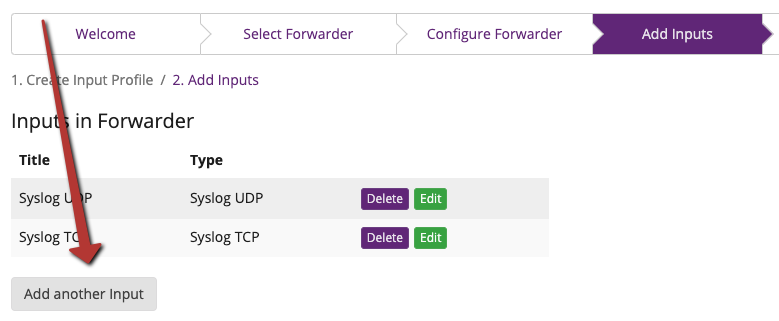 Welcome Select Forwarder Configure Forwarder Add Inputs
1. Create Input Profile / 2. Add Inputs
Inputs in Forwarder
Title Type
Syslog UDP Syslog UDP Delete Edit
Syslog TCP Syslog TCP Delete Edit
Add another Input